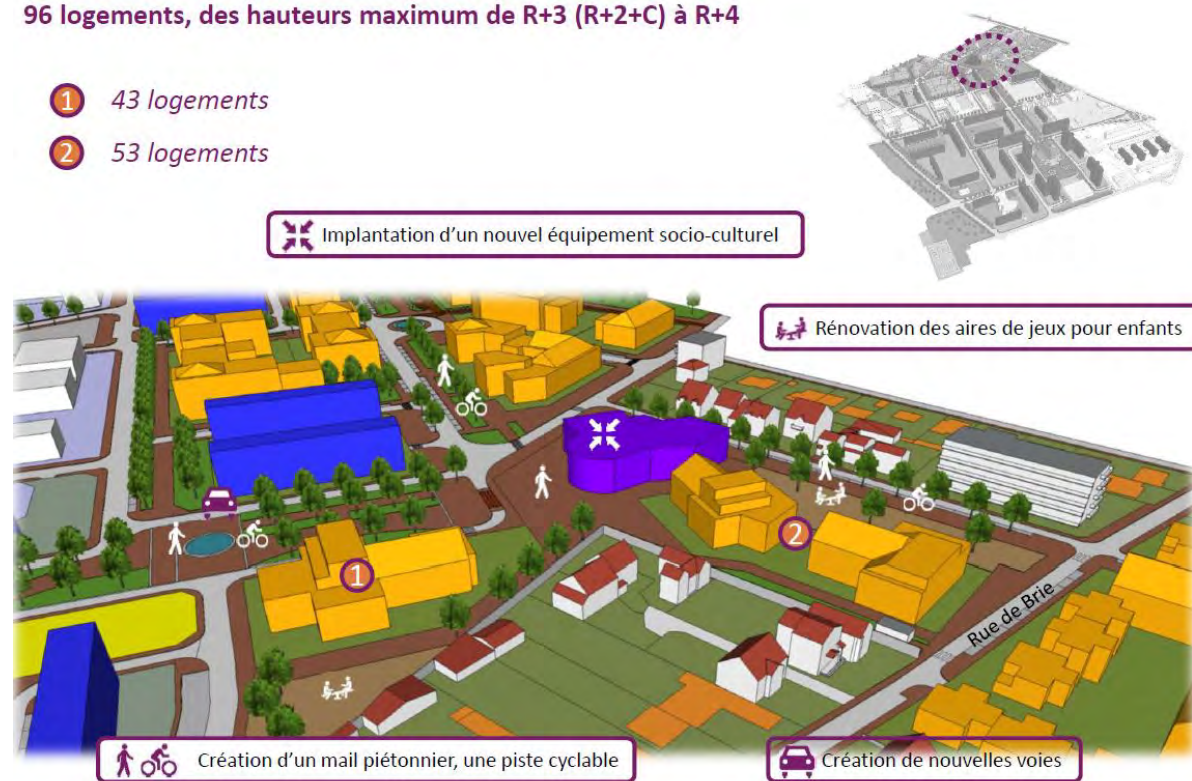 96 logements, des hauteurs maximum de R+3 (R+2+C) à R+4
1 43 logements
2 53 logements
Implantation d'un nouvel équipement socio-culturel
Rénovation des aires de jeux pour enfants
2
1
Rue de Brie
Création d'un mail piétonnier, une piste cyclable
Création de nouvelles voies